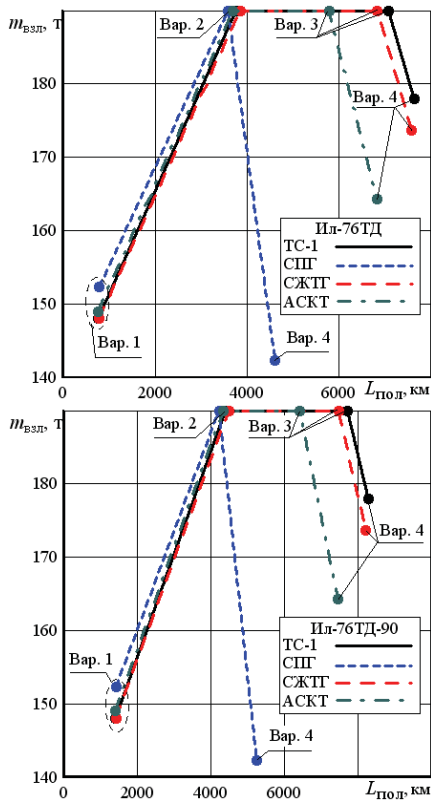 mвзл, т
Вар. 2
Вар. 3
180
Вар. 4
170
160
Ил-76ТД
ТС-1
СПГ
СЖТГ
АСКТ
150
Вар. 1
Вар. 4
140
0
2000
4000
6000
Lпол, км
mвзл, т
Вар. 2
Вар. 3
180
Вар. 4
170
160
Вар. 1
Ил-76ТД-90
ТС-1
СПГ
СЖТГ
АСКТ
150
Вар. 4
140
0
2000
4000
6000
Lпол, км